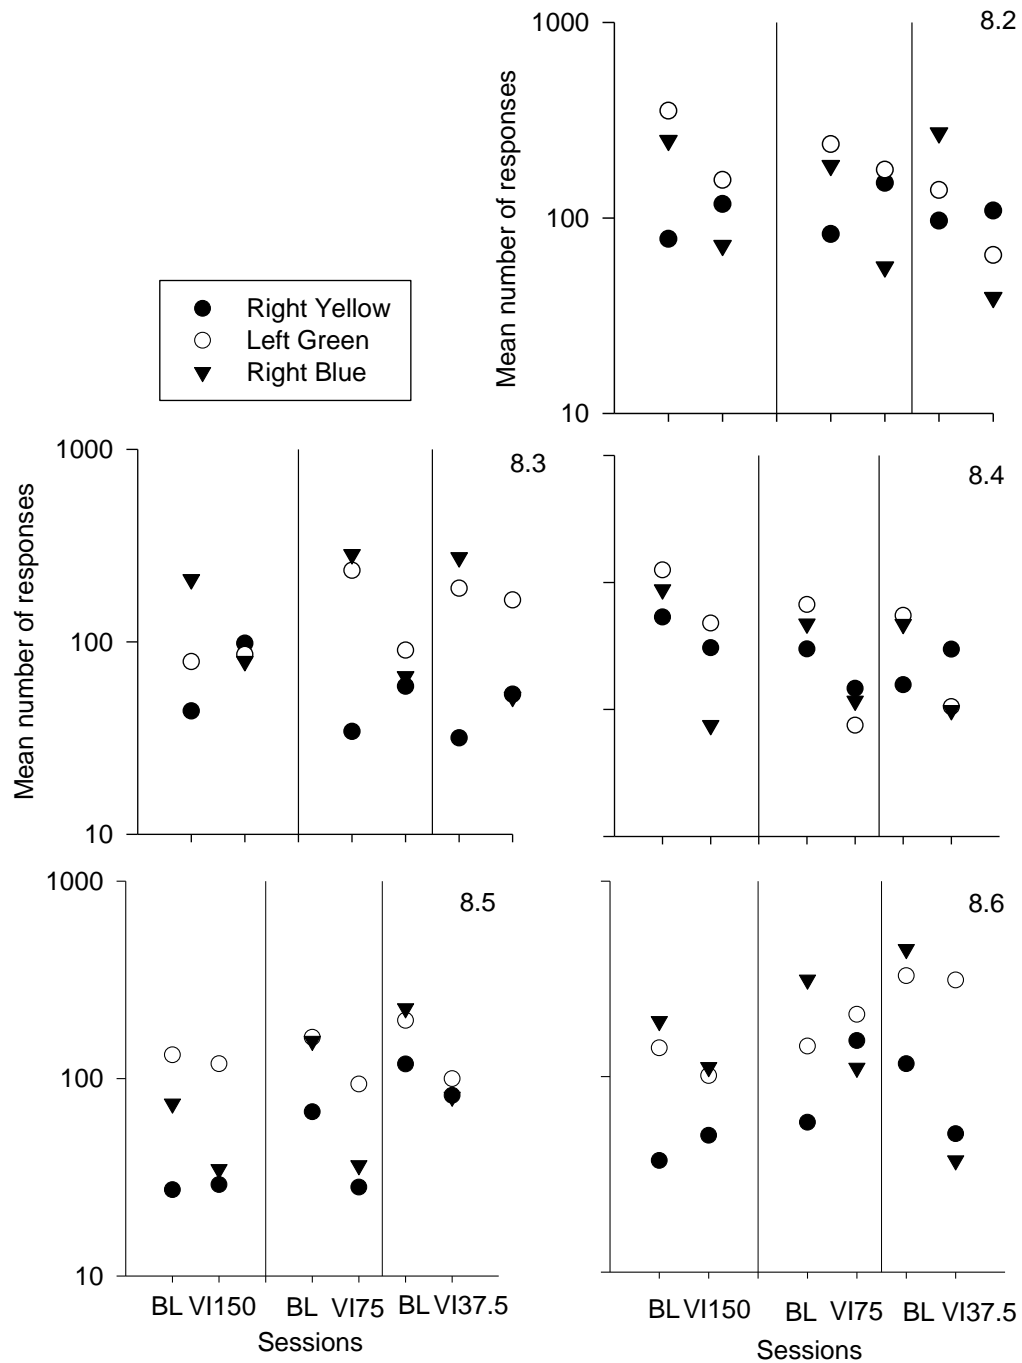 1000
8.2
Mean number of responses
100
10
Right Yellow
Left Green
Right Blue
1000
8.3
Mean number of responses
100
10
8.4
1000
8.5
100
10
BL VI150 BL VI75 BL VI37.5
Sessions
8.6
BL VI150 BL VI75 BL VI37.5
Sessions